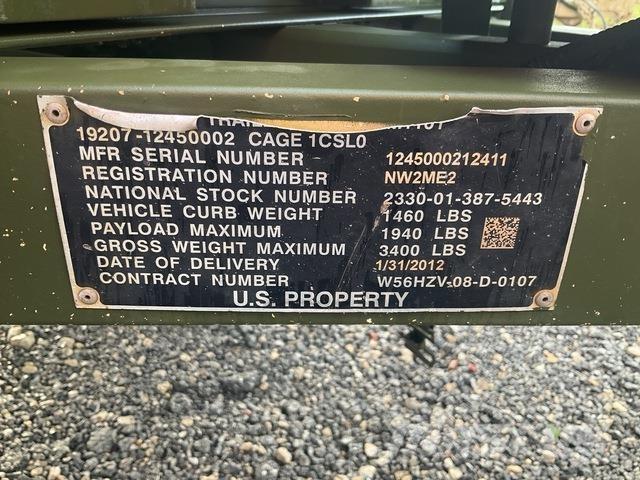 19207-12450002 CAGE 1CSL0
MFR SERIAL NUMBER 1245000212411
REGISTRATION NUMBER NW2ME2
NATIONAL STOCK NUMBER 2330-01-387-5443
VEHICLE CURB WEIGHT 1460 LBS
PAYLOAD MAXIMUM 1940 LBS
GROSS WEIGHT MAXIMUM 3400 LBS
DATE OF DELIVERY 1/31/2012
CONTRACT NUMBER W56HZV-08-D-0107
U.S. PROPERTY